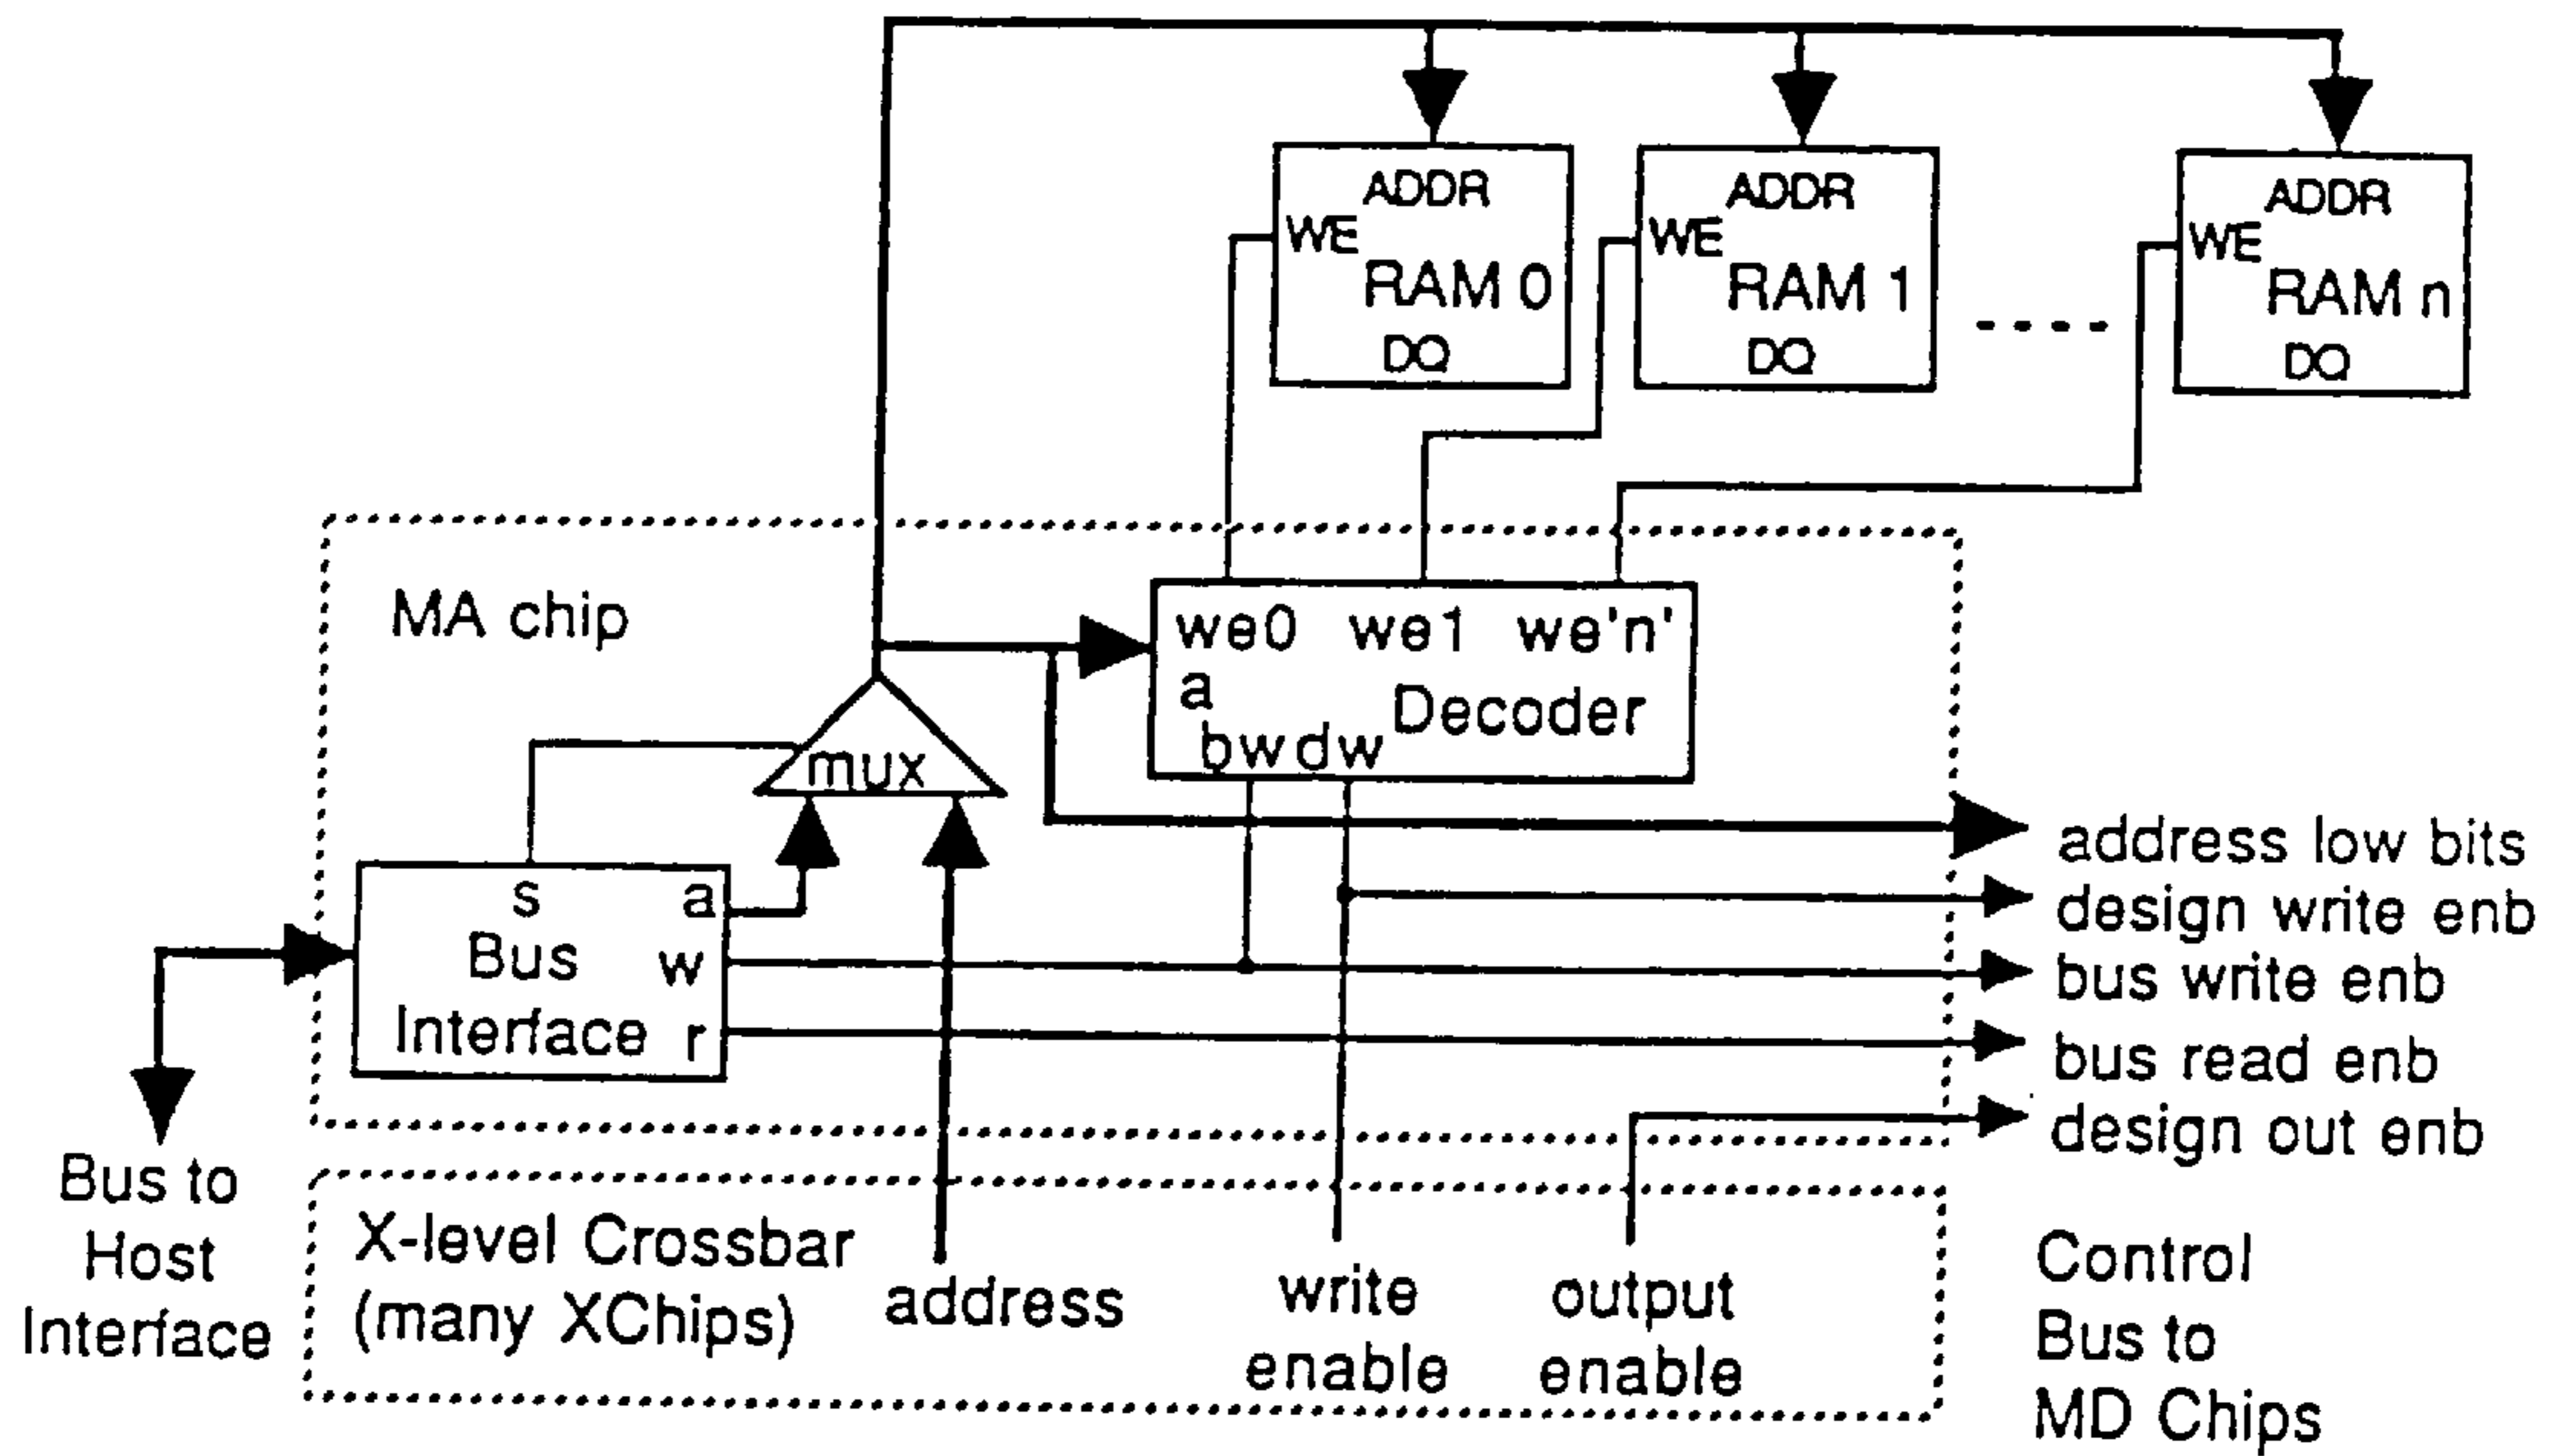 ADDR
WE
RAM 0
DQ
ADDR
WE
RAM 1
DQ
ADDR
WE
RAM n
DQ
MA chip
we0 we1 we'n'
a
Decoder
bw dw
mux
s
a
Bus
w
Interface
r
address low bits
design write enb
bus write enb
bus read enb
design out enb
Bus to
Host
Interface
X-level Crossbar
(many XChips)
address
write
enable
output
enable
Control
Bus to
MD Chips